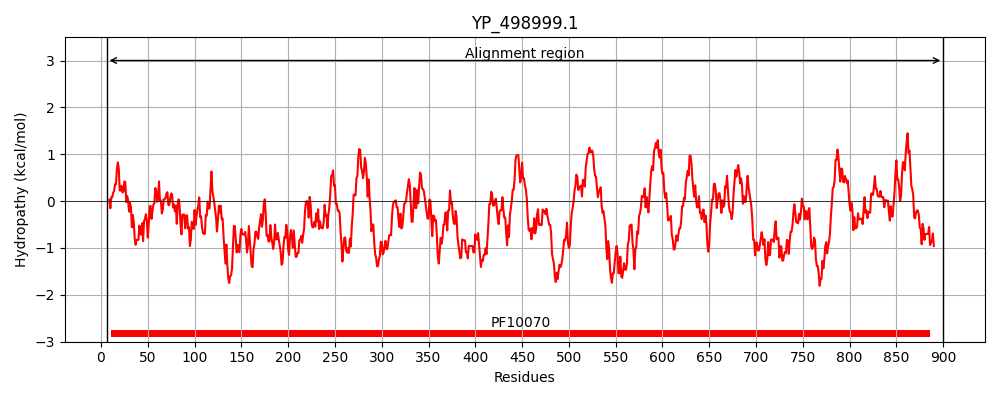 YP_498999.1
Alignment region
Hydropathy (kcal/mol)
3
2
1
0
−1
−2
−3
PF10070
0 50 100 150 200 250 300 350 400 450 500 550 600 650 700 750 800 850 900
Residues